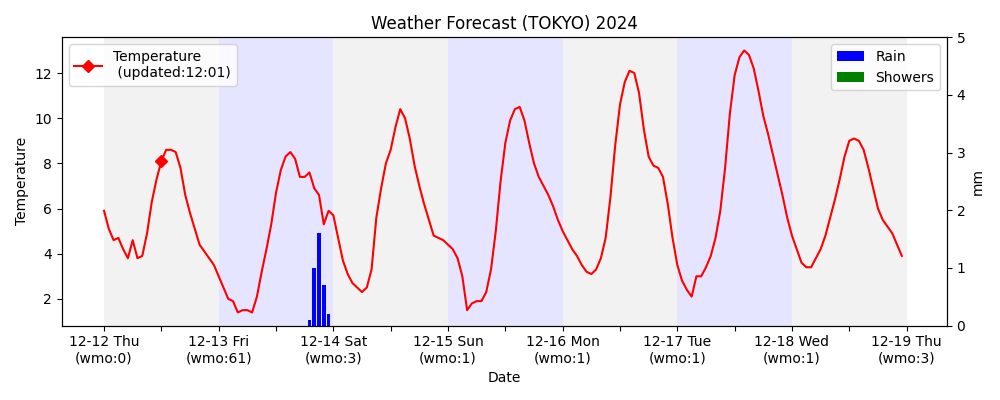 Weather Forecast (TOKYO) 2024
Temperature
(updated:12:01)
Rain
Showers
Temperature
12
10
8
6
4
2
5
4
3
2
1
0
mm
12-12 Thu
(wmo:0)
12-13 Fri
(wmo:61)
12-14 Sat
(wmo:3)
12-15 Sun
(wmo:1)
12-16 Mon
(wmo:1)
12-17 Tue
(wmo:1)
12-18 Wed
(wmo:1)
12-19 Thu
(wmo:3)
Date